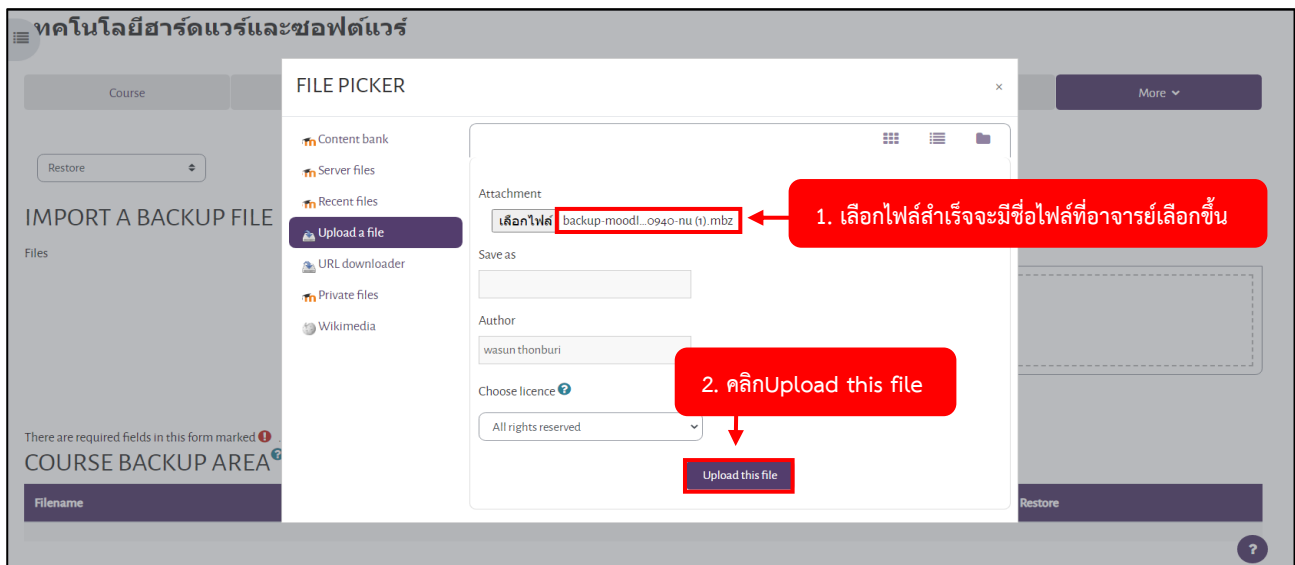 ทคโนโลยีฮาร์ดแวร์และซอฟต์แวร์
Course
More
FILE PICKER
×
Content bank
Server files
Recent files
Upload a file
URL downloader
Private files
Wikimedia
Restore
IMPORT A BACKUP FILE
Files
Attachment
เลือกไฟล์ backup-moodl...0940-nu (1).mbz
1. เลือกไฟล์สำเร็จจะมีชื่อไฟล์ที่อาจารย์เลือกขึ้น
Save as
Author
wasun thonburi
2. คลิกUpload this file
Choose licence
All rights reserved
Upload this file
There are required fields in this form marked .
COURSE BACKUP AREA
Filename
Restore